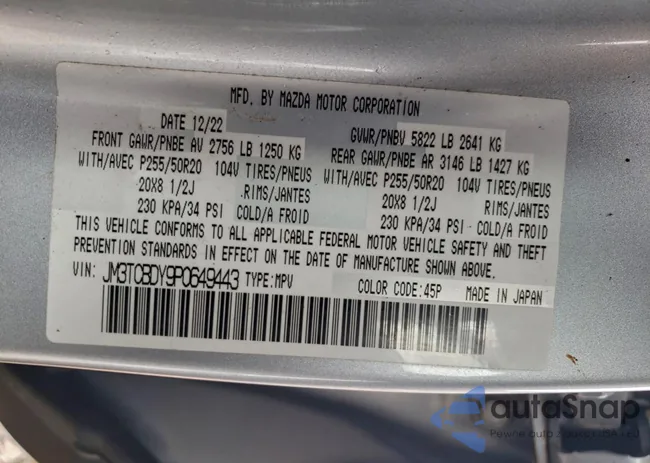 MFD. BY MAZDA MOTOR CORPORATION
DATE 12/22
GVWR/PNBV 5822 LB 2641 KG
FRONT GAWR/PNBE AV 2756 LB 1250 KG
REAR GAWR/PNBE AR 3146 LB 1427 KG
WITH/AVEC P255/50R20 104V TIRES/PNEUS
WITH/AVEC P255/50R20 104V TIRES/PNEUS
20X8 1/2J RIMS/JANTES
20X8 1/2J RIMS/JANTES
230 KPA/34 PSI COLD/A FROID
230 KPA/34 PSI COLD/A FROID
THIS VEHICLE CONFORMS TO ALL APPLICABLE FEDERAL MOTOR VEHICLE SAFETY AND THEFT
PREVENTION STANDARDS IN EFFECT ON THE DATE OF MANUFACTURE SHOWN ABOVE.
VIN: JM3TCBDY9P0649443 TYPE:MPV
COLOR CODE:45P MADE IN JAPAN
autoSnap